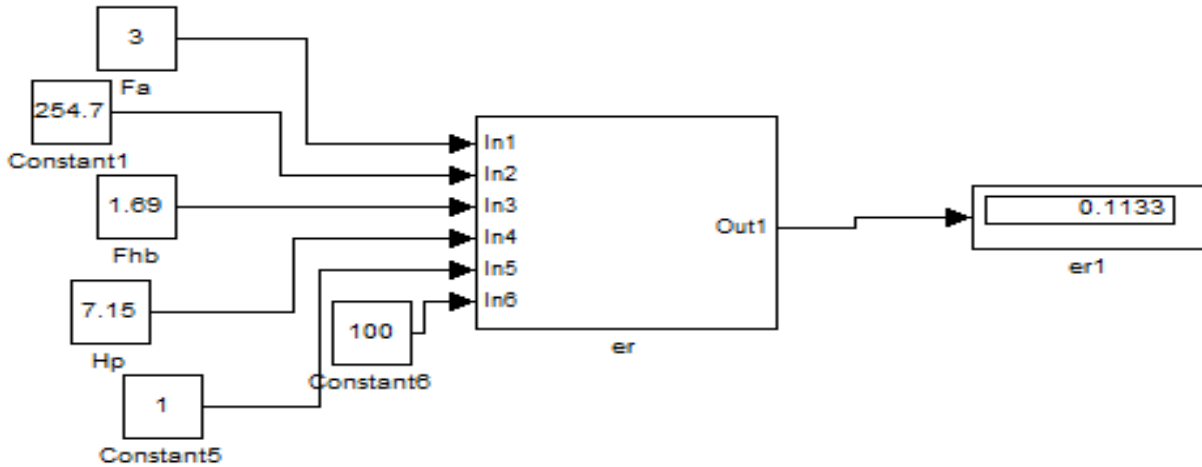 3
Fa
254.7
Constant1
1.69
Fhb
7.15
Hp
1
Constant5
100
Constant6
In1
In2
In3
In4
In5
In6
Out1
er
0.1133
er1